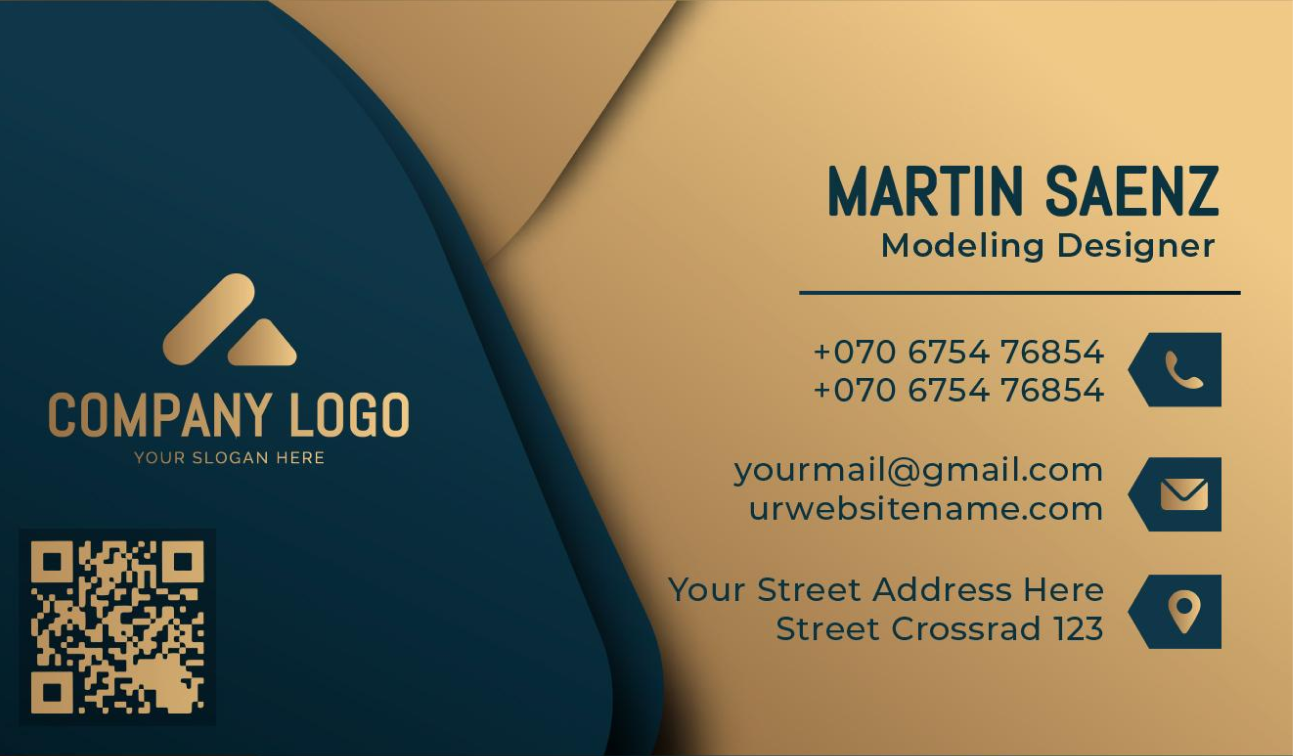 MARTIN SAENZ
Modeling Designer
+070 6754 76854
+070 6754 76854
yourmail@gmail.com
urwebsitename.com
Your Street Address Here
Street Crossrad 123
COMPANY LOGO
YOUR SLOGAN HERE